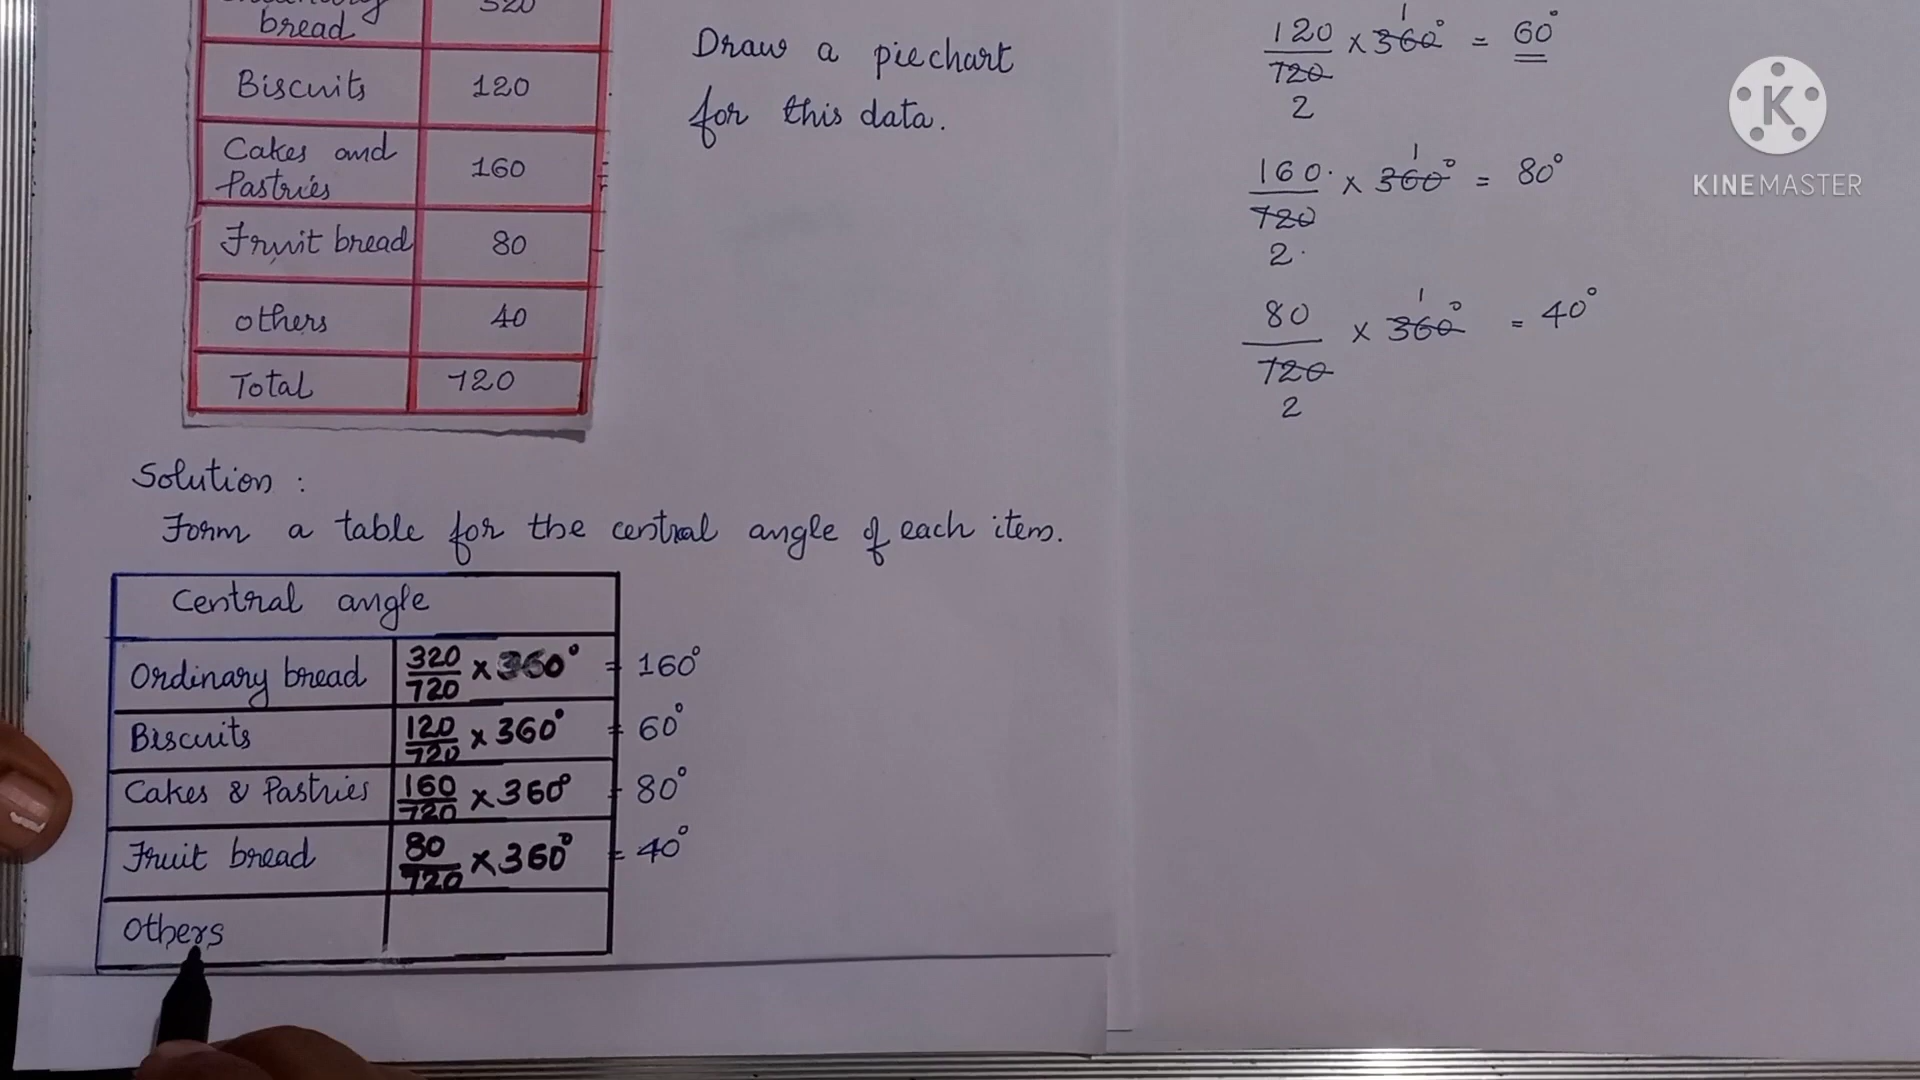 bread 320
Biscuits 120
Cakes and
Pastries 160
Fruit bread 80
others 40
Total 720
Draw a piechart
for this data.
120/720 × 360° = 60°
1
2
160/720 × 360° = 80°
1
2
80/720 × 360° = 40°
1
2
K
KINEMASTER
Solution :
Form a table for the central angle of each item.
Central angle
Ordinary bread 320/720 × 360° = 160°
Biscuits 120/720 × 360° = 60°
Cakes & Pastries 160/720 × 360° = 80°
Fruit bread 80/720 × 360° = 40°
Others